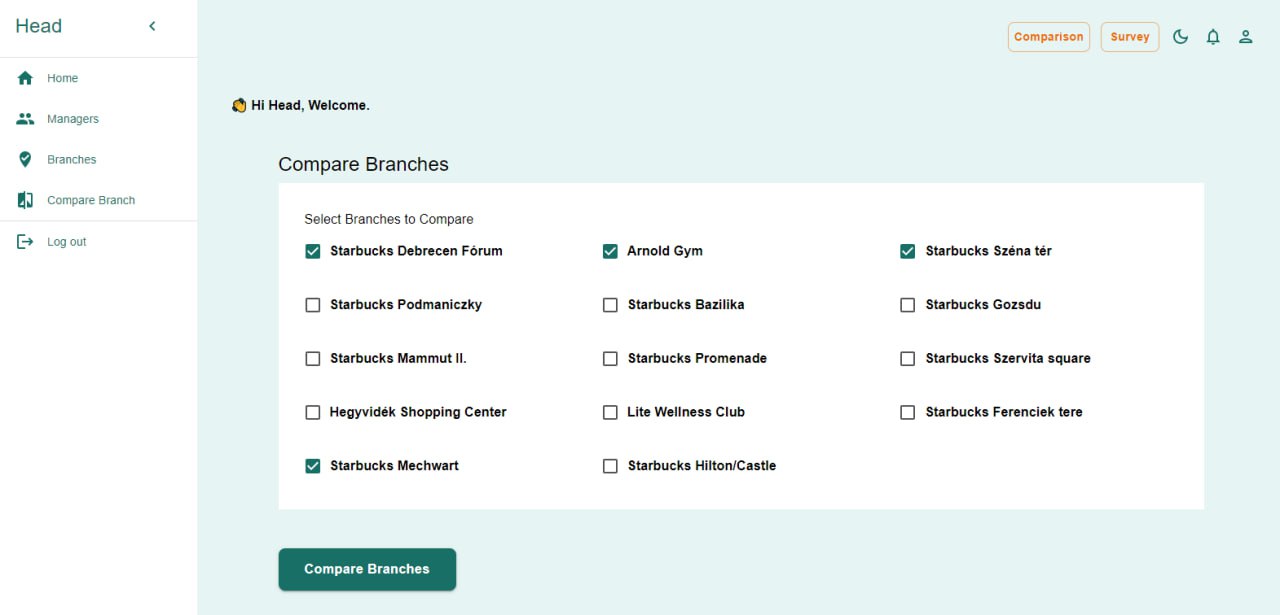 Head
Comparison
Survey
Home
Managers
Branches
Compare Branch
Log out
Hi Head, Welcome.
Compare Branches
Select Branches to Compare
Starbucks Debrecen Fórum
Arnold Gym
Starbucks Széna tér
Starbucks Podmaniczky
Starbucks Bazilika
Starbucks Gozsdu
Starbucks Mammut II.
Starbucks Promenade
Starbucks Szervita square
Hegyvidék Shopping Center
Lite Wellness Club
Starbucks Ferenciek tere
Starbucks Mechwart
Starbucks Hilton/Castle
Compare Branches